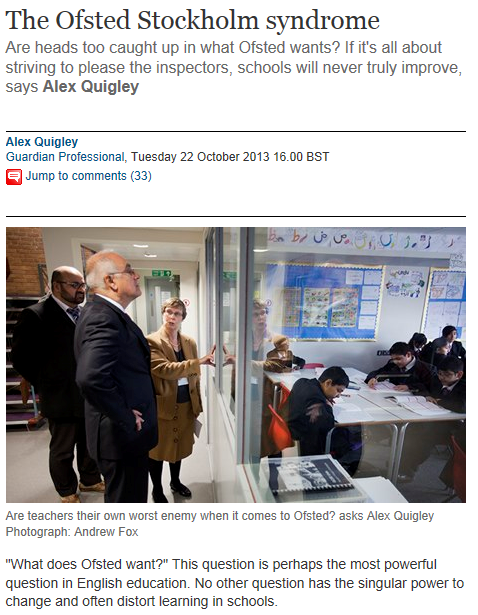 The Ofsted Stockholm syndrome
Are heads too caught up in what Ofsted wants? If it's all about
striving to please the inspectors, schools will never truly improve,
says Alex Quigley
Alex Quigley
Guardian Professional, Tuesday 22 October 2013 16.00 BST
Jump to comments (33)
Are teachers their own worst enemy when it comes to Ofsted? asks Alex Quigley
Photograph: Andrew Fox
"What does Ofsted want?" This question is perhaps the most powerful
question in English education. No other question has the singular power to
change and often distort learning in schools.